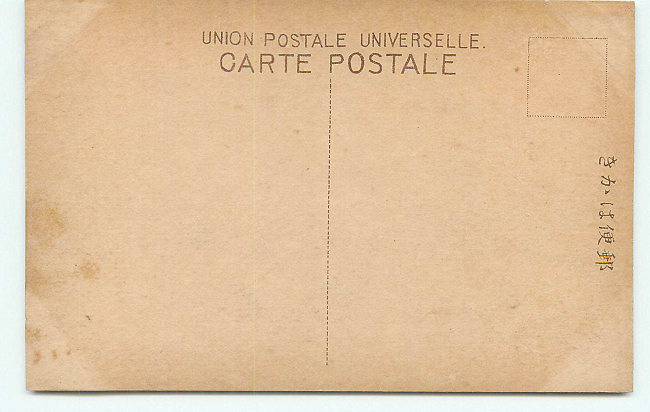 UNION POSTALE UNIVERSELLE.
CARTE POSTALE
郵便はかき